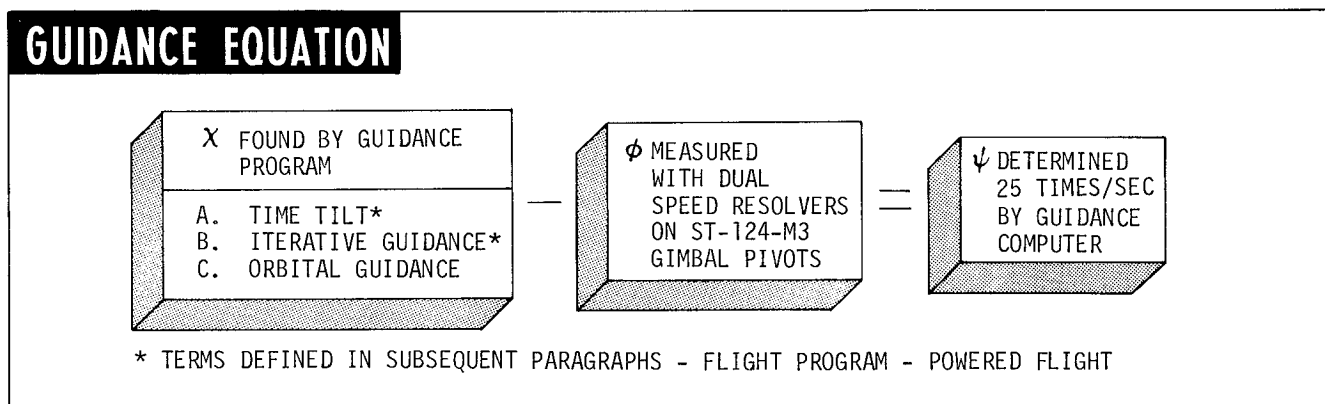 GUIDANCE EQUATION
χ FOUND BY GUIDANCE
PROGRAM
A. TIME TILT*
B. ITERATIVE GUIDANCE*
C. ORBITAL GUIDANCE
−
ϕ MEASURED
WITH DUAL
SPEED RESOLVERS
ON ST-124-M3
GIMBAL PIVOTS
=
ψ DETERMINED
25 TIMES/SEC
BY GUIDANCE
COMPUTER
* TERMS DEFINED IN SUBSEQUENT PARAGRAPHS - FLIGHT PROGRAM - POWERED FLIGHT